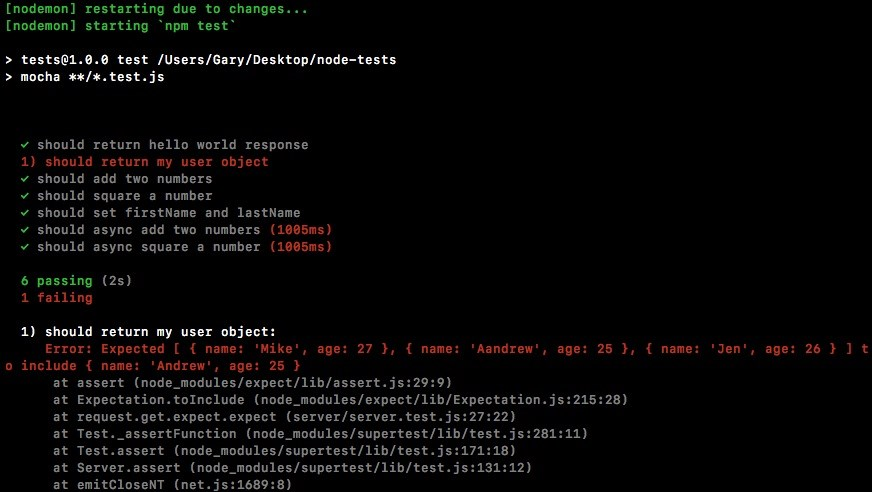 [nodemon] restarting due to changes...
[nodemon] starting `npm test`
> tests@1.0.0 test /Users/Gary/Desktop/node-tests
> mocha **/*.test.js
✓ should return hello world response
1) should return my user object
✓ should add two numbers
✓ should square a number
✓ should set firstName and lastName
✓ should async add two numbers (1005ms)
✓ should async square a number (1005ms)
6 passing (2s)
1 failing
1) should return my user object:
Error: Expected [ { name: 'Mike', age: 27 }, { name: 'Aandrew', age: 25 }, { name: 'Jen', age: 26 } ] t
o include { name: 'Andrew', age: 25 }
at assert (node_modules/expect/lib/assert.js:29:9)
at Expectation.toInclude (node_modules/expect/lib/Expectation.js:215:28)
at request.get.expect.expect (server/server.test.js:27:22)
at Test._assertFunction (node_modules/supertest/lib/test.js:281:11)
at Test.assert (node_modules/supertest/lib/test.js:171:18)
at Server.assert (node_modules/supertest/lib/test.js:131:12)
at emitCloseNT (net.js:1689:8)